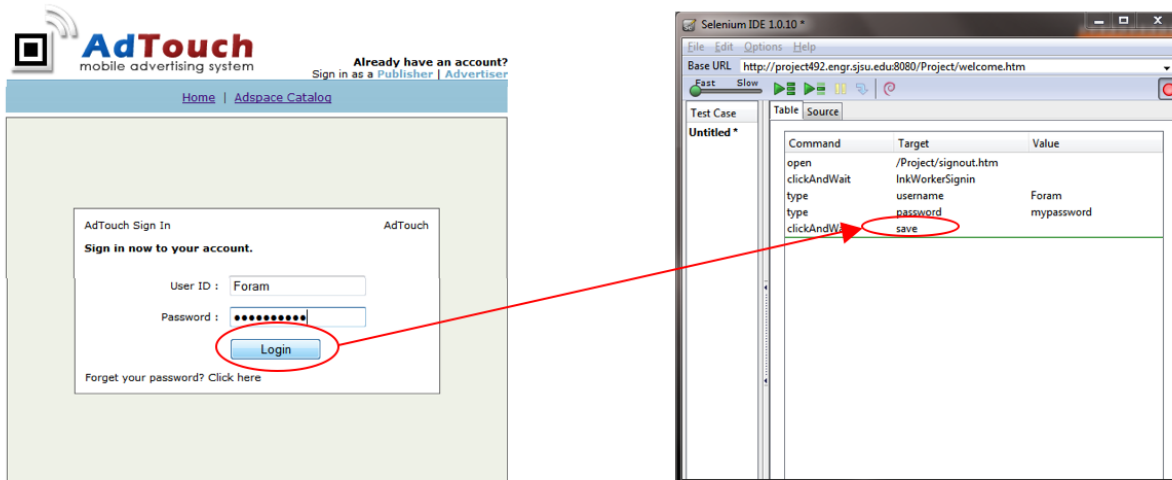 AdTouch
mobile advertising system
Already have an account?
Sign in as a Publisher | Advertiser
Home | Adspace Catalog
AdTouch Sign In AdTouch
Sign in now to your account.
User ID : Foram
Password : ●●●●●●●●●●
Login
Forget your password? Click here
Selenium IDE 1.0.10 *
File Edit Options Help
Base URL http://project492.engr.sjsu.edu:8080/Project/welcome.htm
Fast Slow
Test Case
Untitled *
Table Source
Command Target Value
open /Project/signout.htm
clickAndWait lnkWorkerSignin
type username Foram
type password mypassword
clickAndW save